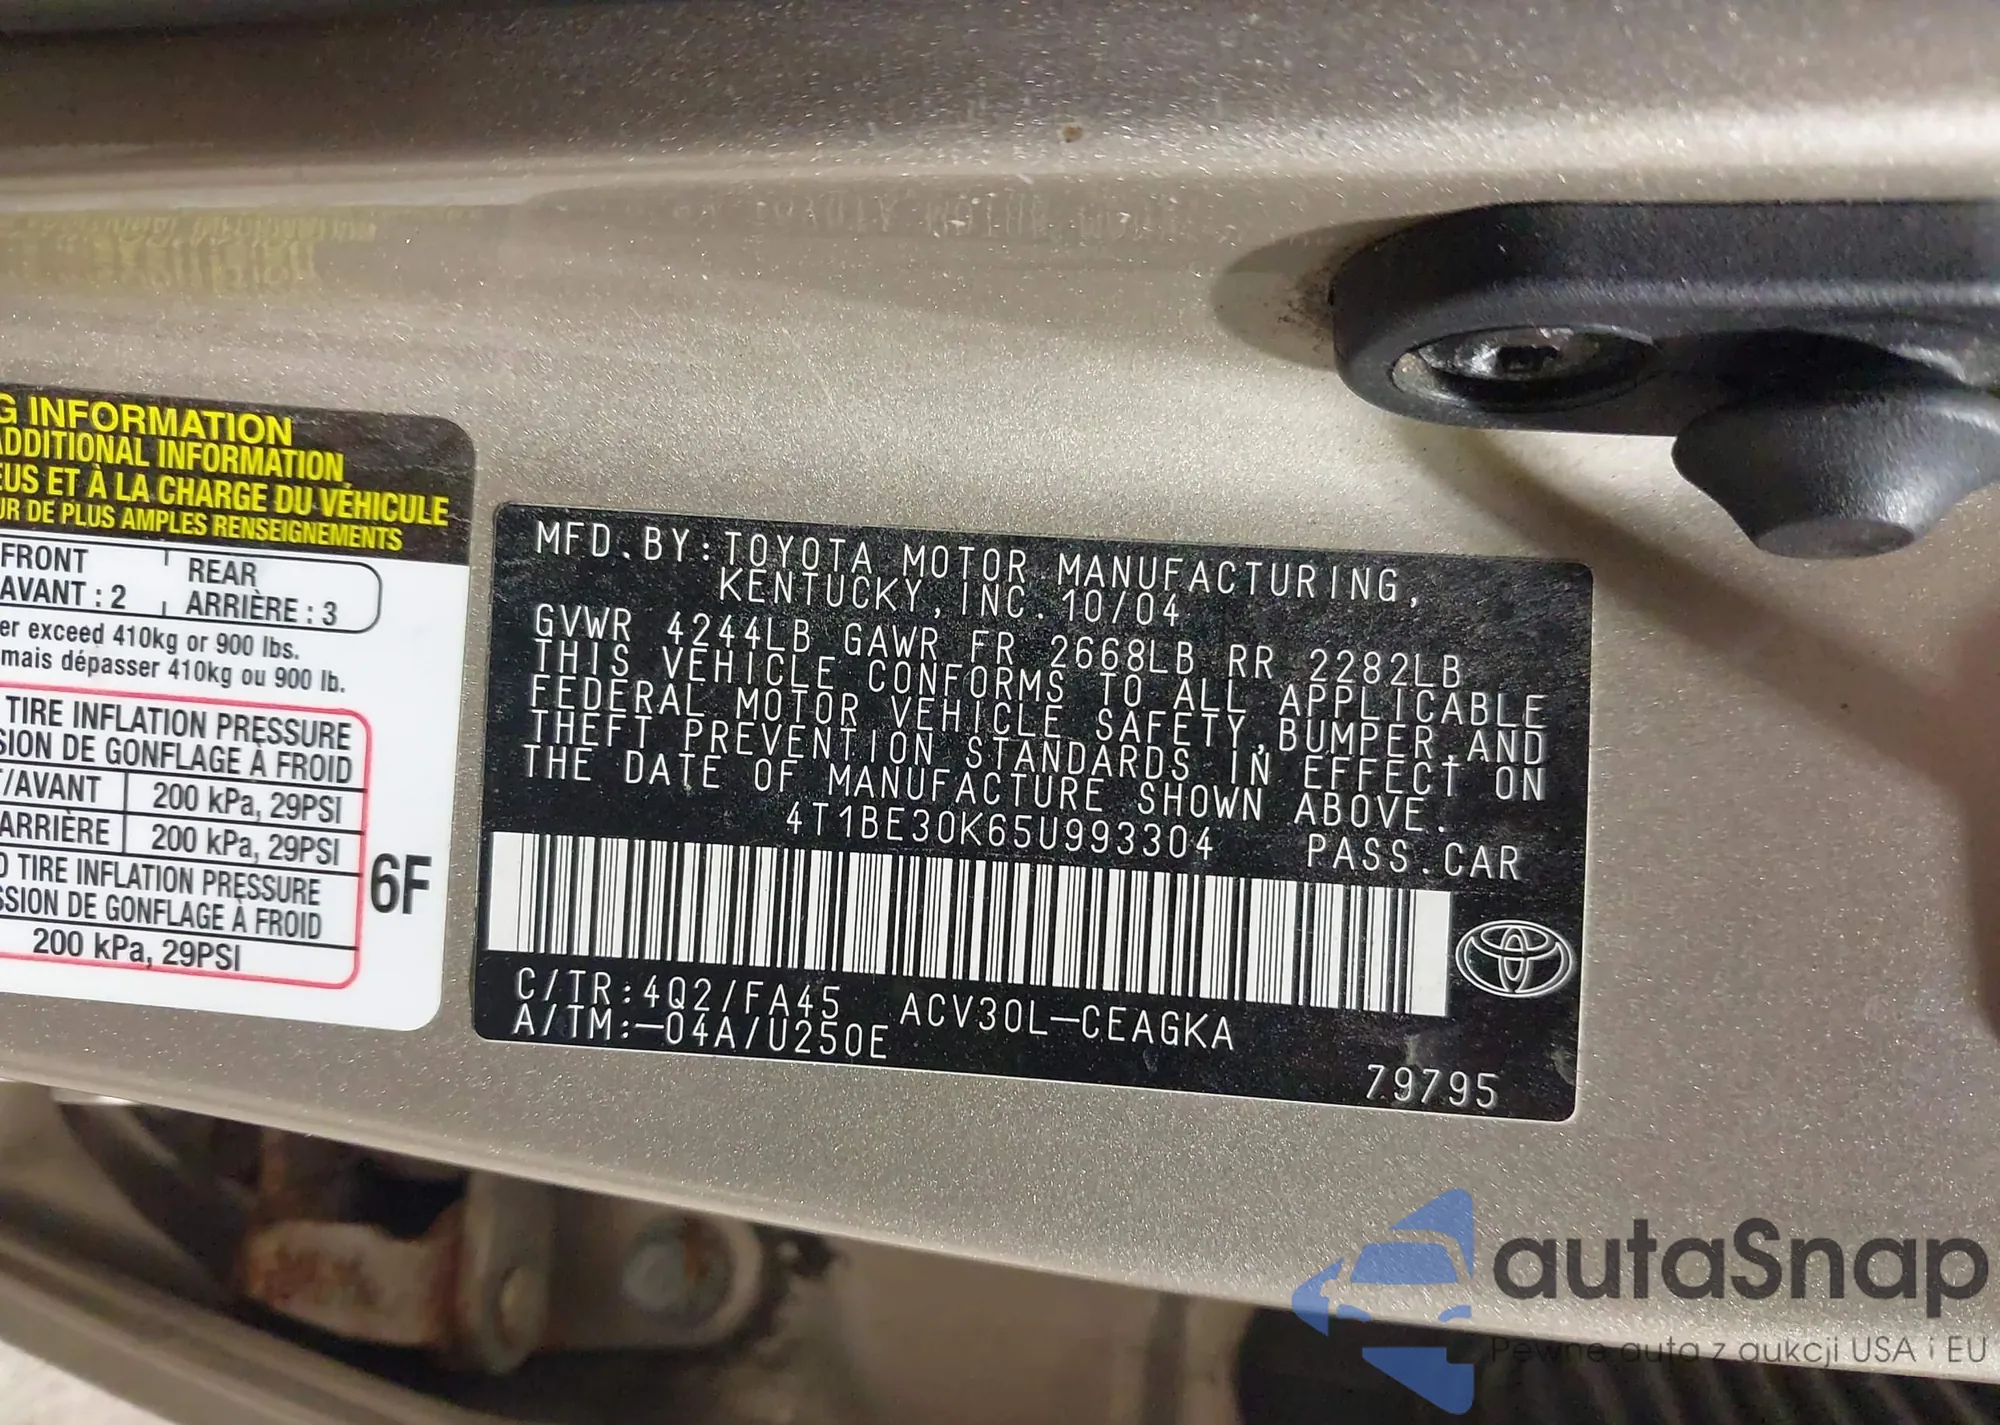 G INFORMATION
ADDITIONAL INFORMATION.
EUS ET À LA CHARGE DU VÉHICULE
UR DE PLUS AMPLES RENSEIGNEMENTS
FRONT REAR
AVANT : 2 ARRIÈRE : 3
er exceed 410kg or 900 lbs.
mais dépasser 410kg ou 900 lb.
TIRE INFLATION PRESSURE
SION DE GONFLAGE À FROID
T/AVANT 200 kPa, 29PSI
ARRIÈRE 200 kPa, 29PSI
D TIRE INFLATION PRESSURE
SSION DE GONFLAGE À FROID
200 kPa, 29PSI
6F
MFD.BY:TOYOTA MOTOR MANUFACTURING,
KENTUCKY,INC.10/04
GVWR 4244LB GAWR FR 2668LB RR 2282LB
THIS VEHICLE CONFORMS TO ALL APPLICABLE
FEDERAL MOTOR VEHICLE SAFETY,BUMPER,AND
THEFT PREVENTION STANDARDS IN EFFECT ON
THE DATE OF MANUFACTURE SHOWN ABOVE.
4T1BE30K65U993304 PASS.CAR
C/TR:4Q2/FA45 ACV30L-CEAGKA
A/TM:-04A/U250E
79795
autaSnap
Pewne auta z aukcji USA i EU